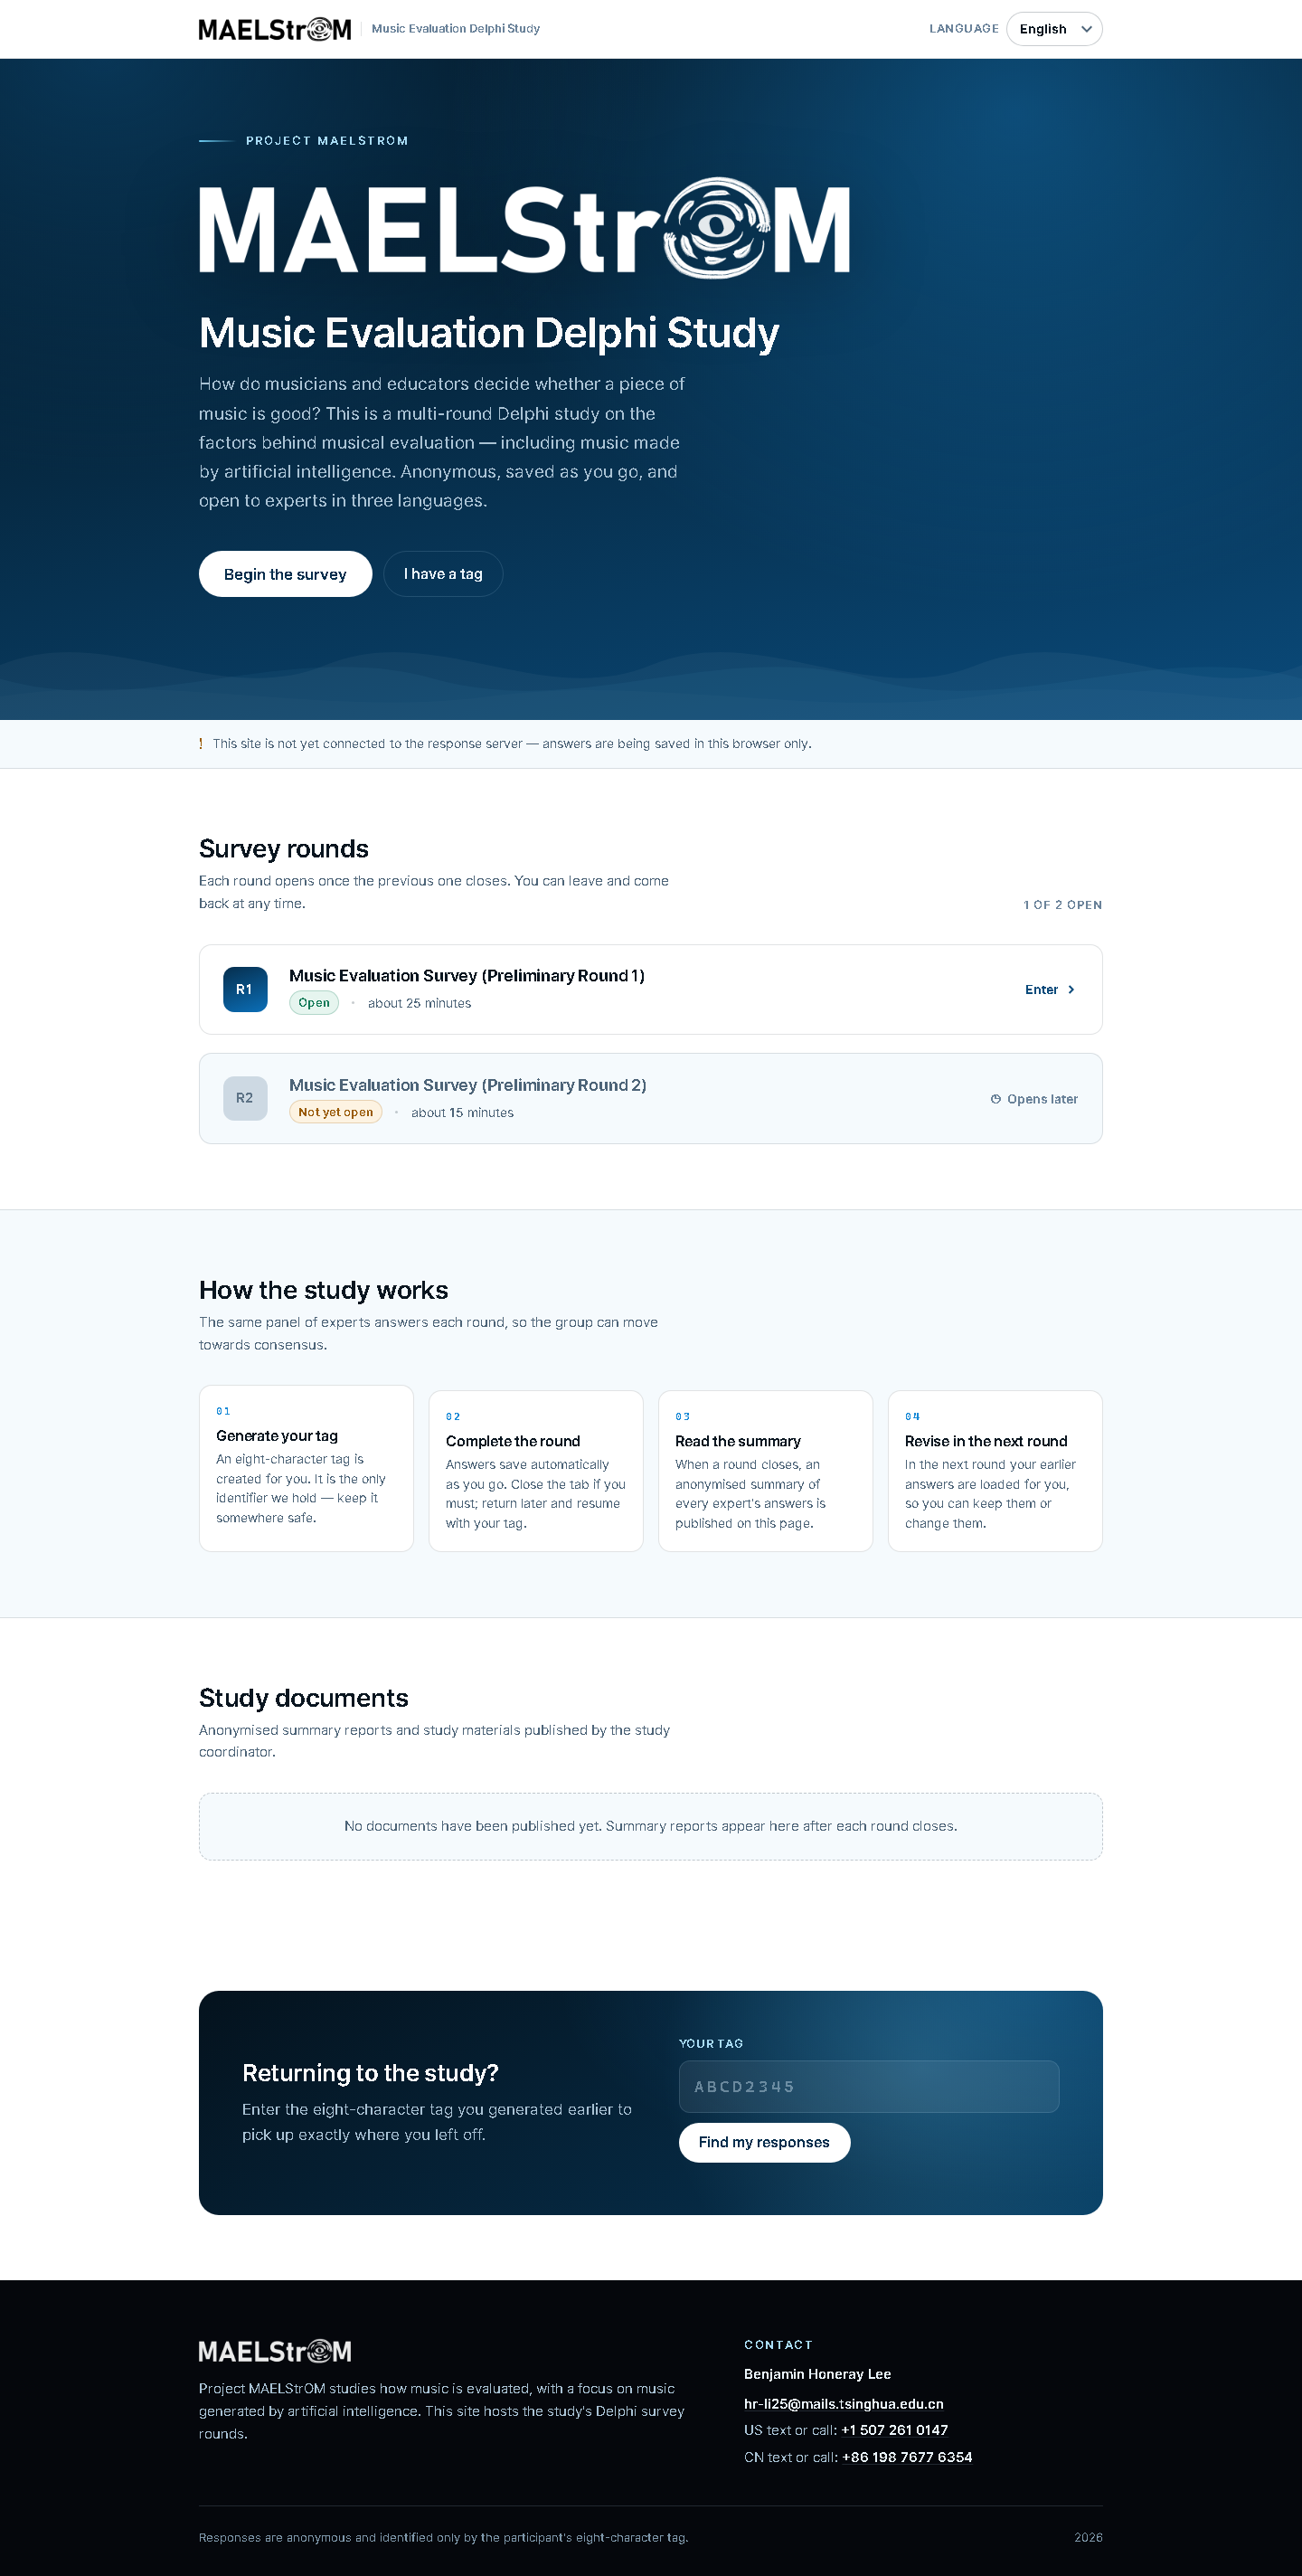 MAELStrOM
Music Evaluation Delphi Study
LANGUAGE
English
PROJECT MAELSTROM
MAELStrOM
Music Evaluation Delphi Study
How do musicians and educators decide whether a piece of
music is good? This is a multi-round Delphi study on the
factors behind musical evaluation — including music made
by artificial intelligence. Anonymous, saved as you go, and
open to experts in three languages.
Begin the survey
I have a tag
! This site is not yet connected to the response server — answers are being saved in this browser only.
Survey rounds
Each round opens once the previous one closes. You can leave and come
back at any time.
1 OF 2 OPEN
R1
Music Evaluation Survey (Preliminary Round 1)
Open · about 25 minutes
Enter
R2
Music Evaluation Survey (Preliminary Round 2)
Not yet open · about 15 minutes
Opens later
How the study works
The same panel of experts answers each round, so the group can move
towards consensus.
01
Generate your tag
An eight-character tag is
created for you. It is the only
identifier we hold — keep it
somewhere safe.
02
Complete the round
Answers save automatically
as you go. Close the tab if you
must; return later and resume
with your tag.
03
Read the summary
When a round closes, an
anonymised summary of
every expert's answers is
published on this page.
04
Revise in the next round
In the next round your earlier
answers are loaded for you,
so you can keep them or
change them.
Study documents
Anonymised summary reports and study materials published by the study
coordinator.
No documents have been published yet. Summary reports appear here after each round closes.
Returning to the study?
Enter the eight-character tag you generated earlier to
pick up exactly where you left off.
YOUR TAG
ABCD2345
Find my responses
MAELStrOM
Project MAELStrOM studies how music is evaluated, with a focus on music
generated by artificial intelligence. This site hosts the study's Delphi survey
rounds.
CONTACT
Benjamin Honeray Lee
hr-li25@mails.tsinghua.edu.cn
US text or call: +1 507 261 0147
CN text or call: +86 198 7677 6354
Responses are anonymous and identified only by the participant's eight-character tag.
2026